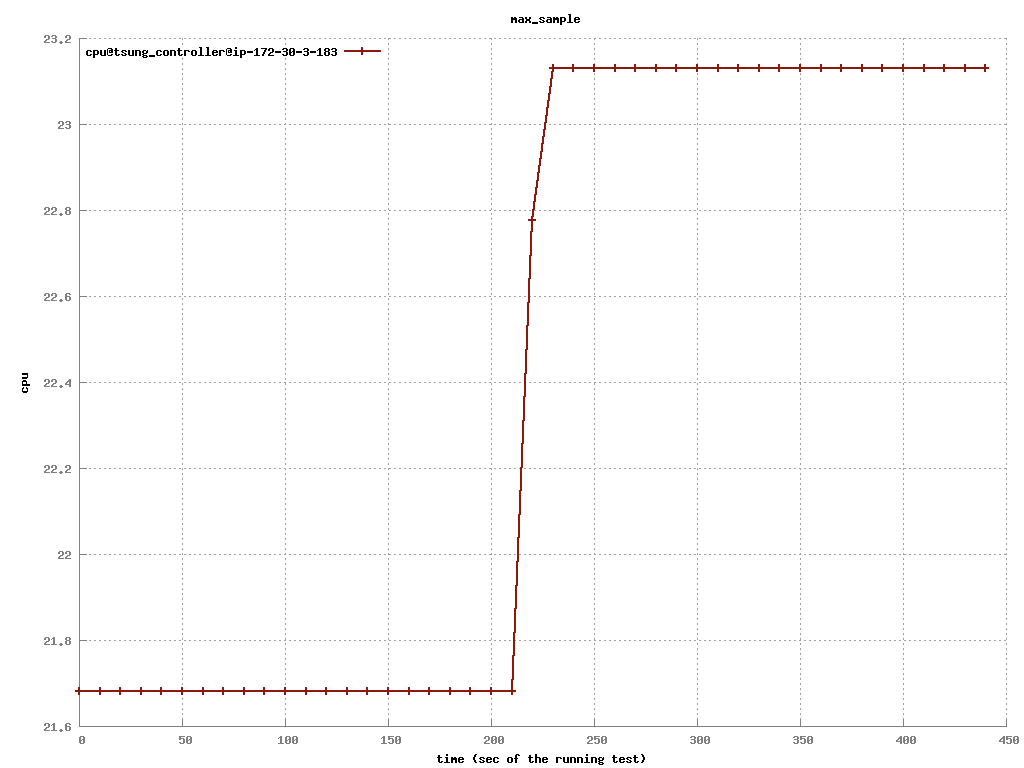 max_sample
cpu@tsung_controller@ip-172-30-3-183
23.2
23
22.8
22.6
22.4
22.2
22
21.8
21.6
cpu
0 50 100 150 200 250 300 350 400 450
time (sec of the running test)